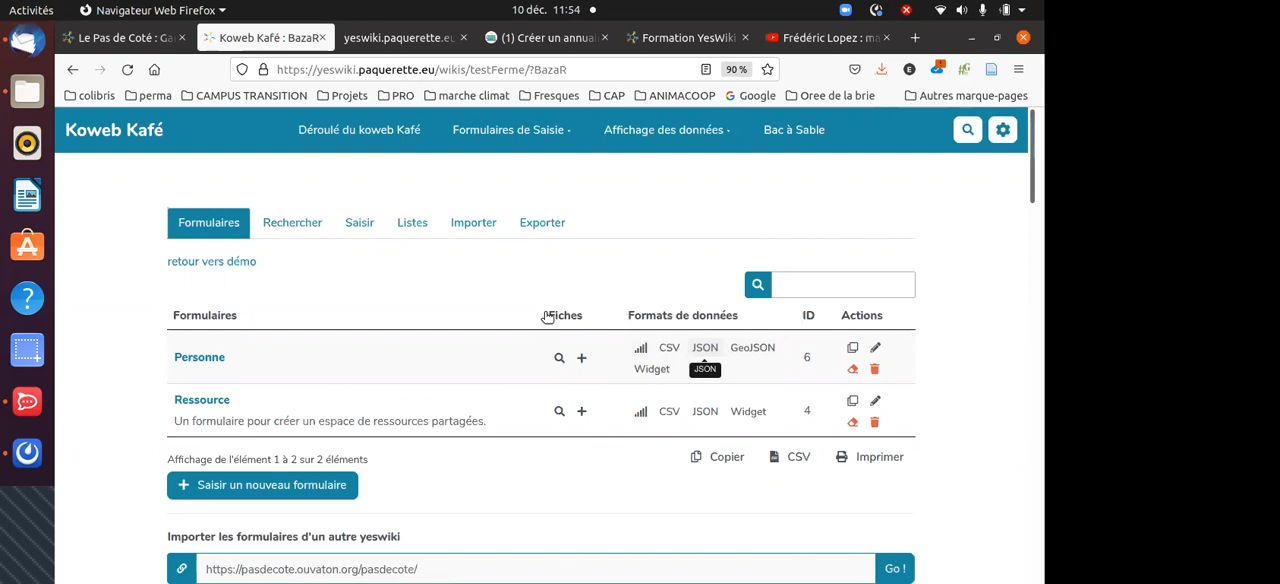 Activités Navigateur Web Firefox 10 déc. 11:54
Le Pas de Coté : Ga Koweb Kafé : BazaR yeswiki.paquerette.eu (1) Créer un annuai Formation YesWiki Frédéric Lopez : ma
https://yeswiki.paquerette.eu/wikis/testFerme/?BazaR 90 %
colibris perma CAMPUS TRANSITION Projets PRO marche climat Fresques CAP ANIMACOOP Google Oree de la brie Autres marque-pages
Koweb Kafé Déroulé du koweb Kafé Formulaires de Saisie Affichage des données Bac à Sable
Formulaires Rechercher Saisir Listes Importer Exporter
retour vers démo
Formulaires Fiches Formats de données ID Actions
Personne CSV JSON GeoJSON 6
Widget JSON
Ressource CSV JSON Widget 4
Un formulaire pour créer un espace de ressources partagées.
Affichage de l'élément 1 à 2 sur 2 éléments Copier CSV Imprimer
+ Saisir un nouveau formulaire
Importer les formulaires d'un autre yeswiki
https://pasdecote.ouvaton.org/pasdecote/ Go !